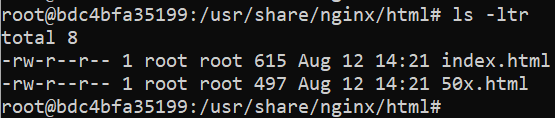 root@bdc4bfa35199:/usr/share/nginx/html# ls -ltr
total 8
-rw-r--r-- 1 root root 615 Aug 12 14:21 index.html
-rw-r--r-- 1 root root 497 Aug 12 14:21 50x.html
root@bdc4bfa35199:/usr/share/nginx/html#